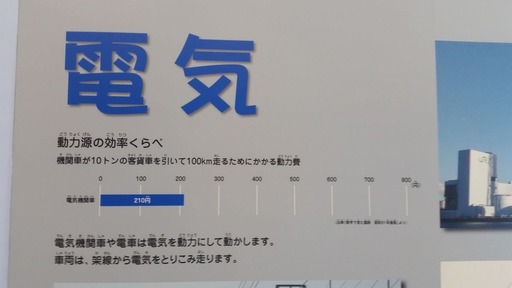 電気
動力源の効率くらべ
機関車が10トンの客貨車を引いて100km走るためにかかる動力費
0 100 200 300 400 500 600 700 800 (円)
電気機関車 210円
電気機関車や電車は電気を動力にして動かします。
車両は、架線から電気をとりこみ走ります。